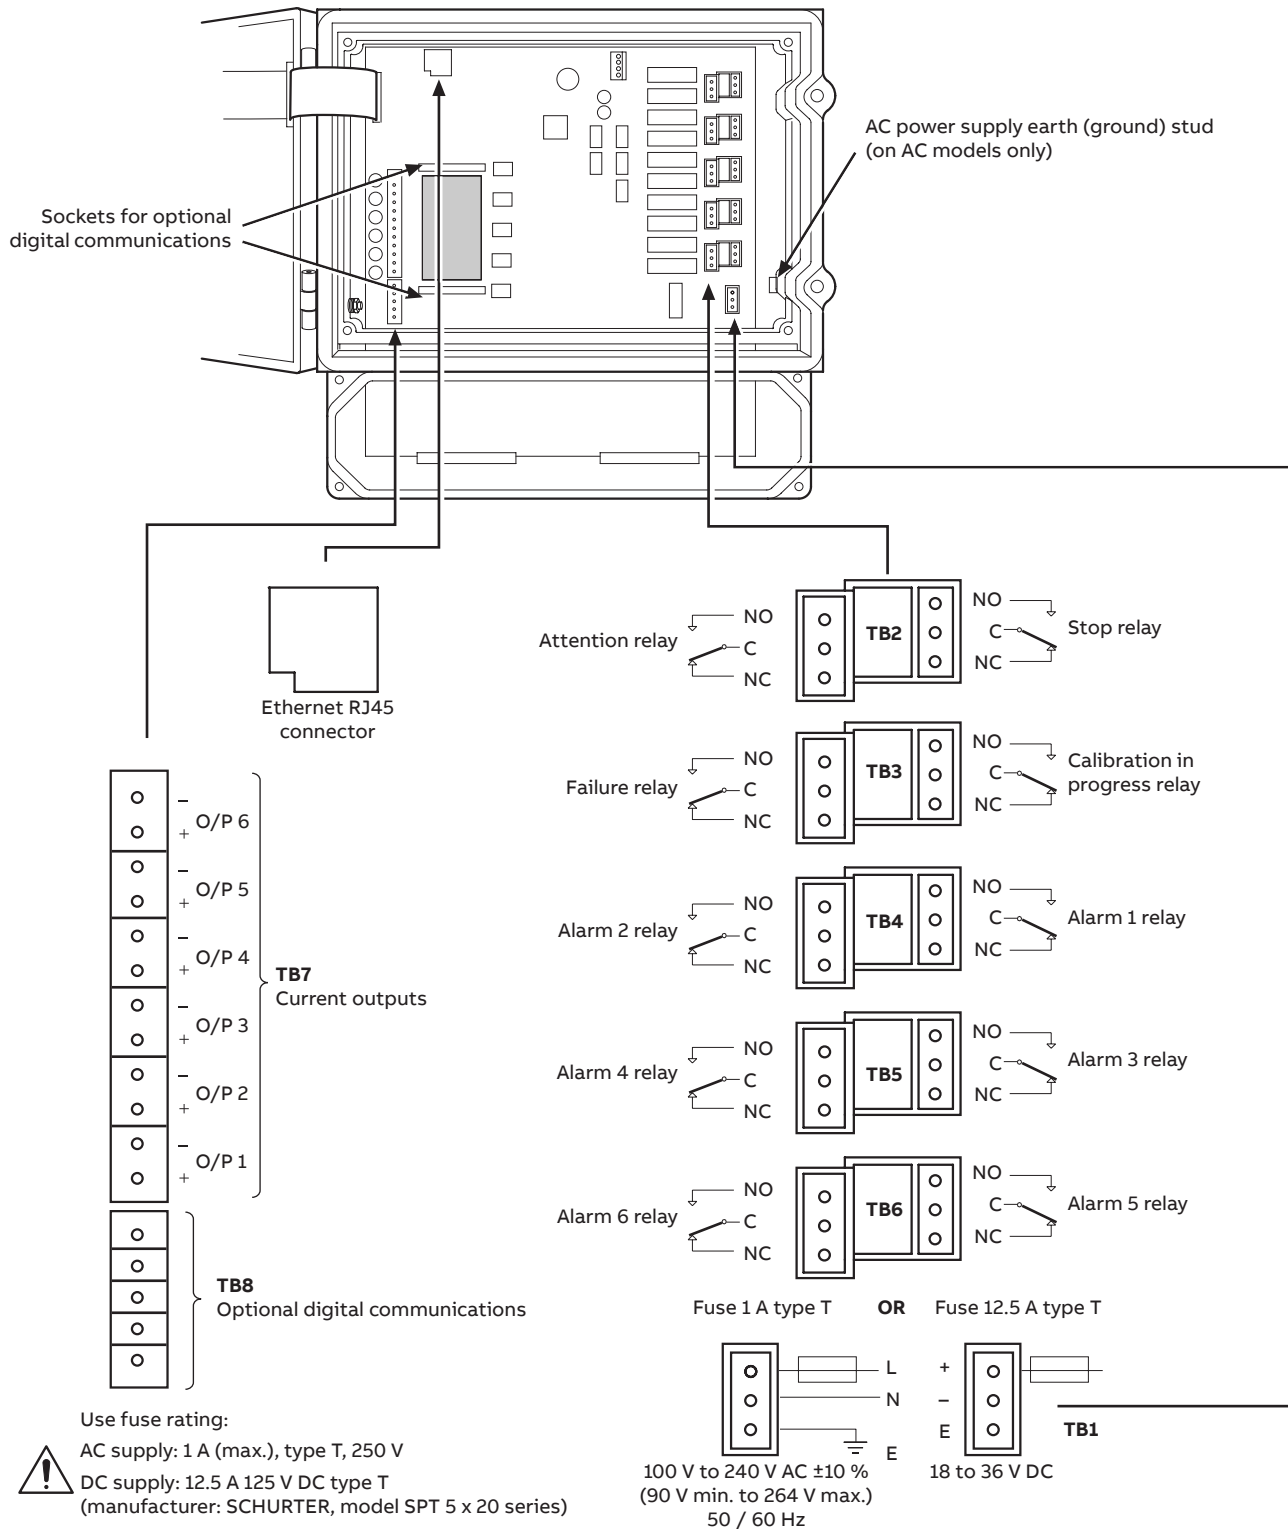 AC power supply earth (ground) stud
(on AC models only)
Sockets for optional
digital communications
Ethernet RJ45
connector
Attention relay
NO
C
NC
TB2
NO
C
NC
Stop relay
Failure relay
NO
C
NC
TB3
NO
C
NC
Calibration in
progress relay
Alarm 2 relay
NO
C
NC
TB4
NO
C
NC
Alarm 1 relay
Alarm 4 relay
NO
C
NC
TB5
NO
C
NC
Alarm 3 relay
Alarm 6 relay
NO
C
NC
TB6
NO
C
NC
Alarm 5 relay
–
O/P 6
+
–
O/P 5
+
–
O/P 4
+
–
O/P 3
+
–
O/P 2
+
–
O/P 1
+
TB7
Current outputs
TB8
Optional digital communications
Fuse 1 A type T OR Fuse 12.5 A type T
L
N
E
+
–
E
TB1
100 V to 240 V AC ±10 %
(90 V min. to 264 V max.)
50 / 60 Hz
18 to 36 V DC
Use fuse rating:
AC supply: 1 A (max.), type T, 250 V
DC supply: 12.5 A 125 V DC type T
(manufacturer: SCHURTER, model SPT 5 x 20 series)